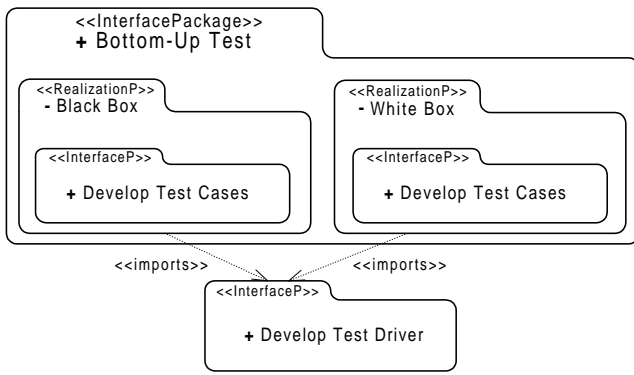 <<InterfacePackage>>
+ Bottom-Up Test
<<RealizationP>>
- Black Box
<<InterfaceP>>
+ Develop Test Cases
<<RealizationP>>
- White Box
<<InterfaceP>>
+ Develop Test Cases
<<imports>>
<<imports>>
<<InterfaceP>>
+ Develop Test Driver